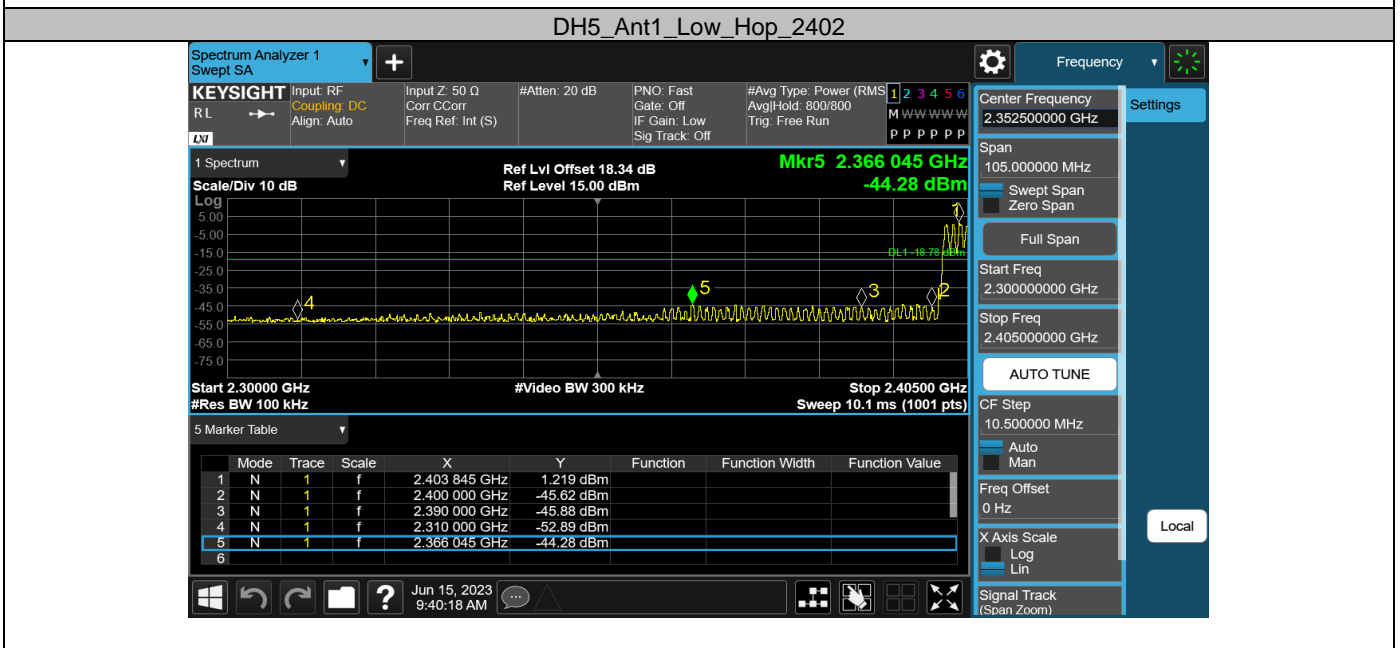 DH5_Ant1_Low_Hop_2402
Spectrum Analyzer 1
Swept SA
Frequency
KEYSIGHT
R L
LXI
Input: RF
Coupling: DC
Align: Auto
Input Z: 50 Ω
Corr CCorr
Freq Ref: Int (S)
#Atten: 20 dB
PNO: Fast
Gate: Off
IF Gain: Low
Sig Track: Off
#Avg Type: Power (RMS
Avg|Hold: 800/800
Trig: Free Run
1 2 3 4 5 6
M W W W W W
P P P P P P
1 Spectrum
Scale/Div 10 dB
Ref Lvl Offset 18.34 dB
Ref Level 15.00 dBm
Mkr5 2.366 045 GHz
-44.28 dBm
Log
5.00
-5.00
-15.0
-25.0
-35.0
-45.0
-55.0
-65.0
-75.0
DL1 -18.78 dBm
1
2
3
4
5
Start 2.30000 GHz
#Video BW 300 kHz
Stop 2.40500 GHz
#Res BW 100 kHz
Sweep 10.1 ms (1001 pts)
5 Marker Table
Mode Trace Scale X Y Function Function Width Function Value
1 N 1 f 2.403 845 GHz 1.219 dBm
2 N 1 f 2.400 000 GHz -45.62 dBm
3 N 1 f 2.390 000 GHz -45.88 dBm
4 N 1 f 2.310 000 GHz -52.89 dBm
5 N 1 f 2.366 045 GHz -44.28 dBm
6
?
Jun 15, 2023
9:40:18 AM
Center Frequency
2.352500000 GHz
Settings
Span
105.000000 MHz
Swept Span
Zero Span
Full Span
Start Freq
2.300000000 GHz
Stop Freq
2.405000000 GHz
AUTO TUNE
CF Step
10.500000 MHz
Auto
Man
Freq Offset
0 Hz
X Axis Scale
Log
Lin
Signal Track
(Span Zoom)
Local